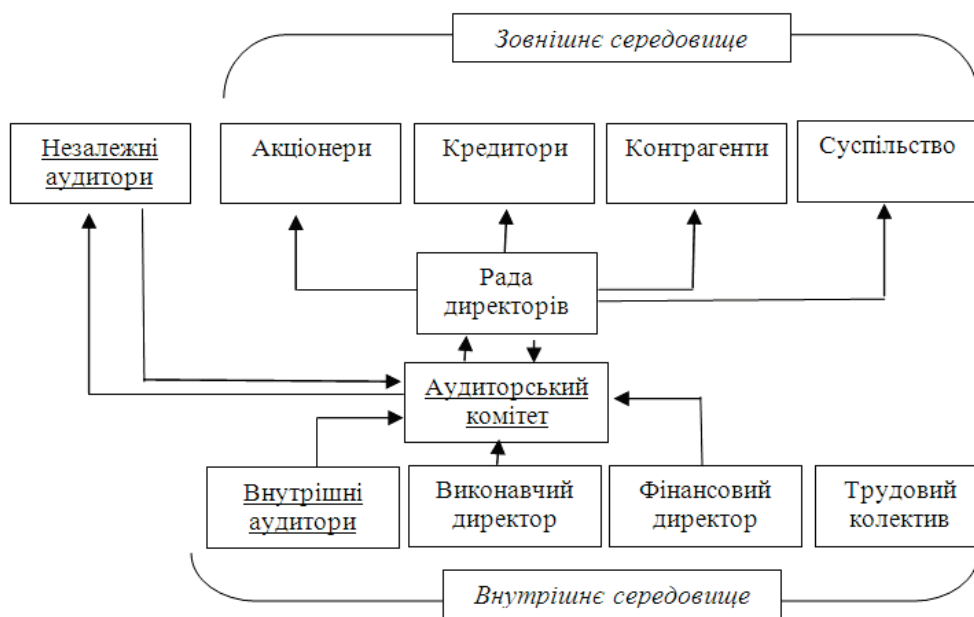 Зовнішнє середовище
Незалежні
аудитори
Акціонери
Кредитори
Контрагенти
Суспільство
Рада
директорів
Аудиторський
комітет
Внутрішні
аудитори
Виконавчий
директор
Фінансовий
директор
Трудовий
колектив
Внутрішнє середовище